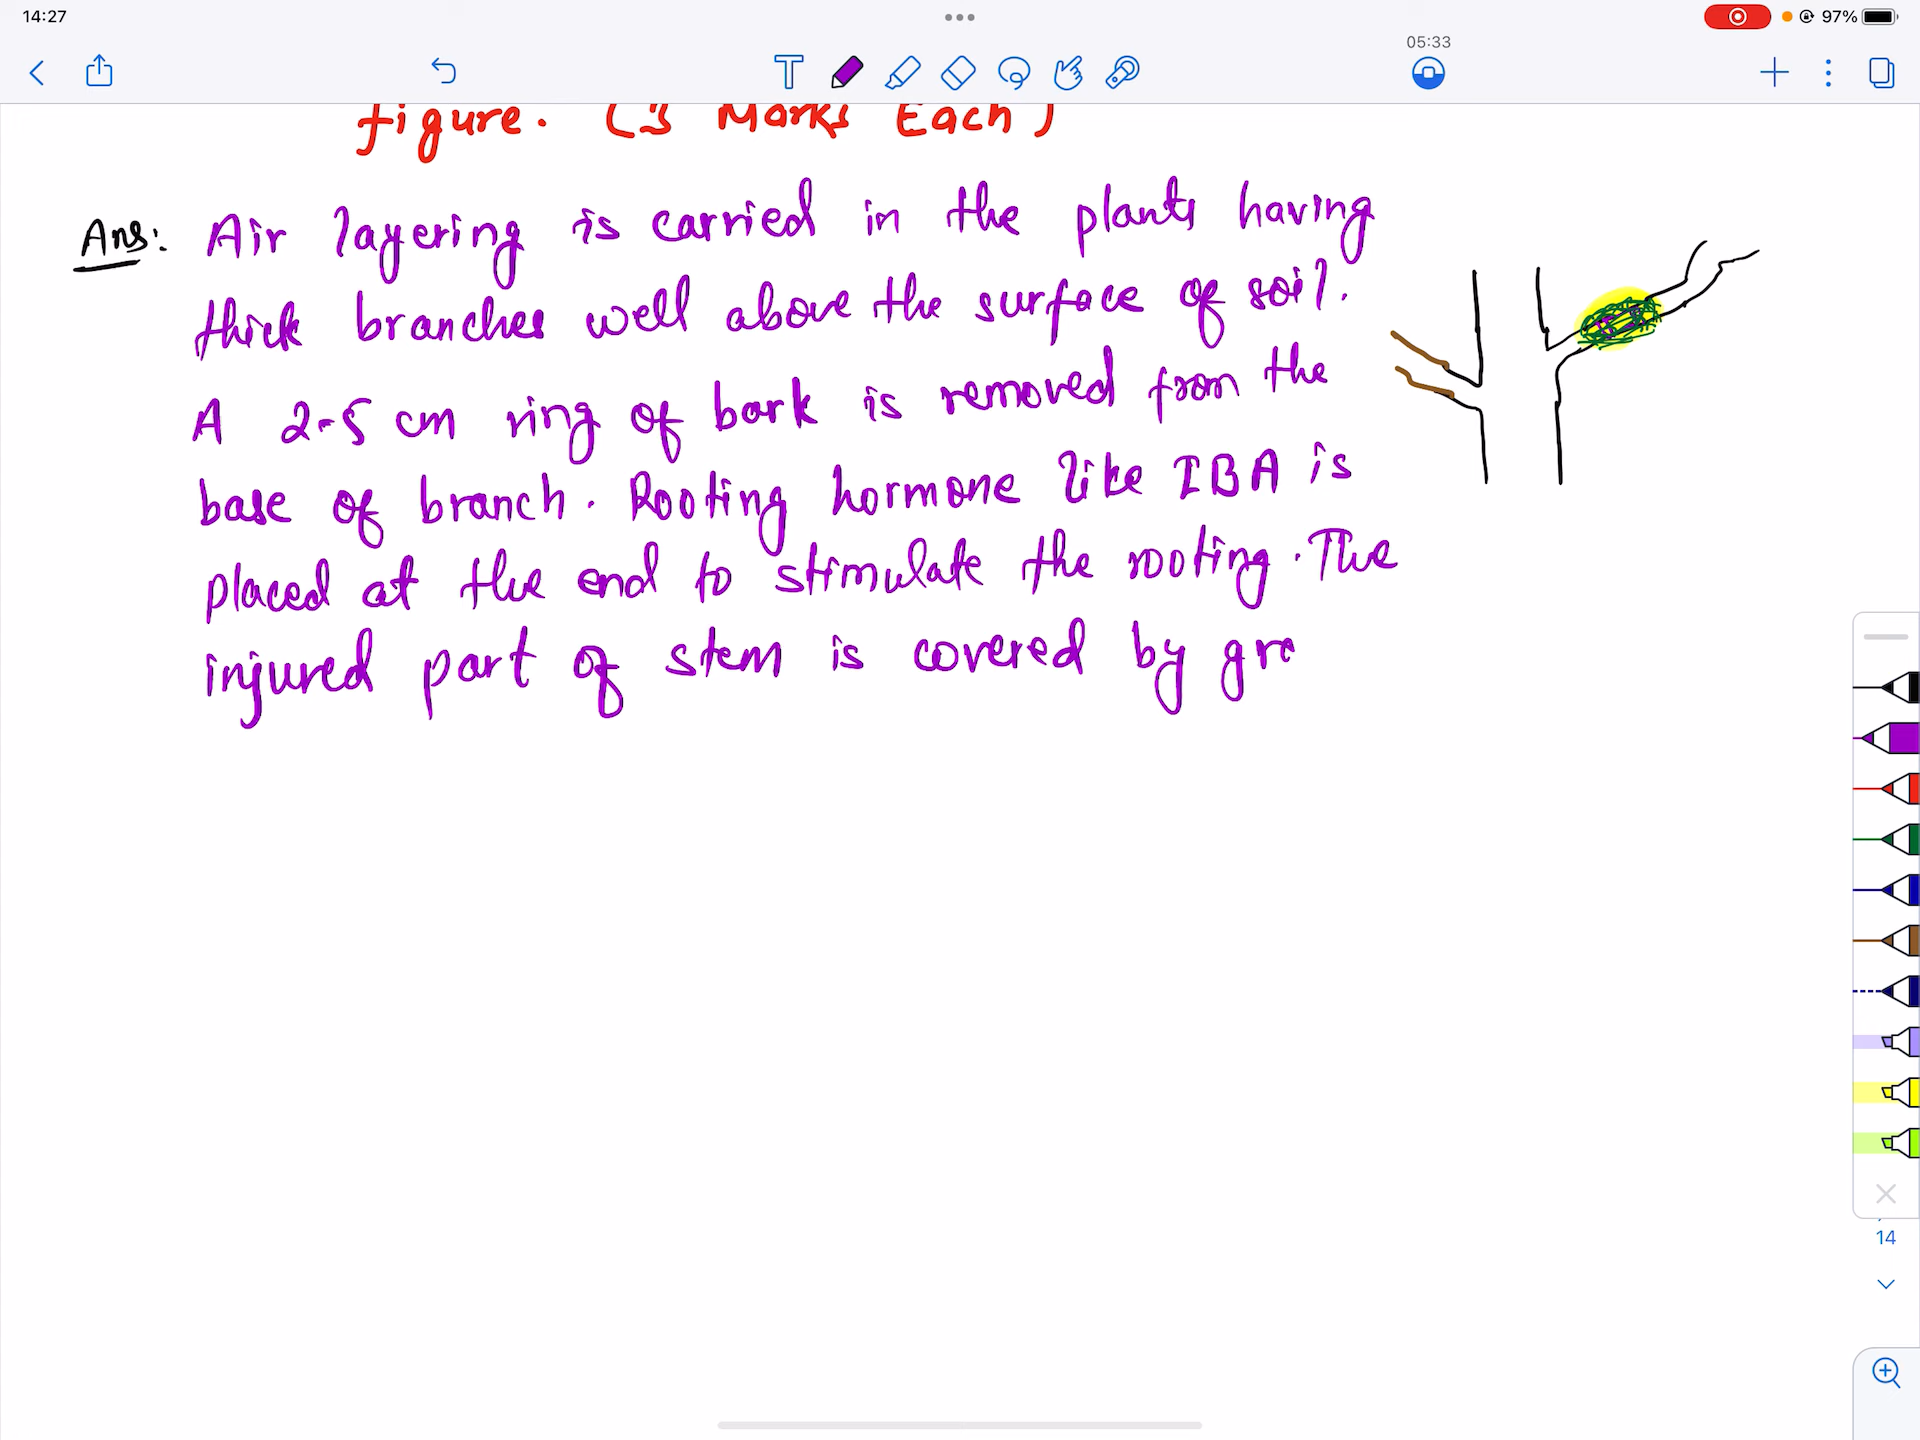 14:27
97%
05:33
figure. (3 Marks Each)
Ans: Air layering is carried in the plants having
thick branches well above the surface of soil.
A 2-5 cm ring of bark is removed from the
base of branch. Rooting hormone like IBA is
placed at the end to stimulate the rooting. The
injured part of stem is covered by gra
14